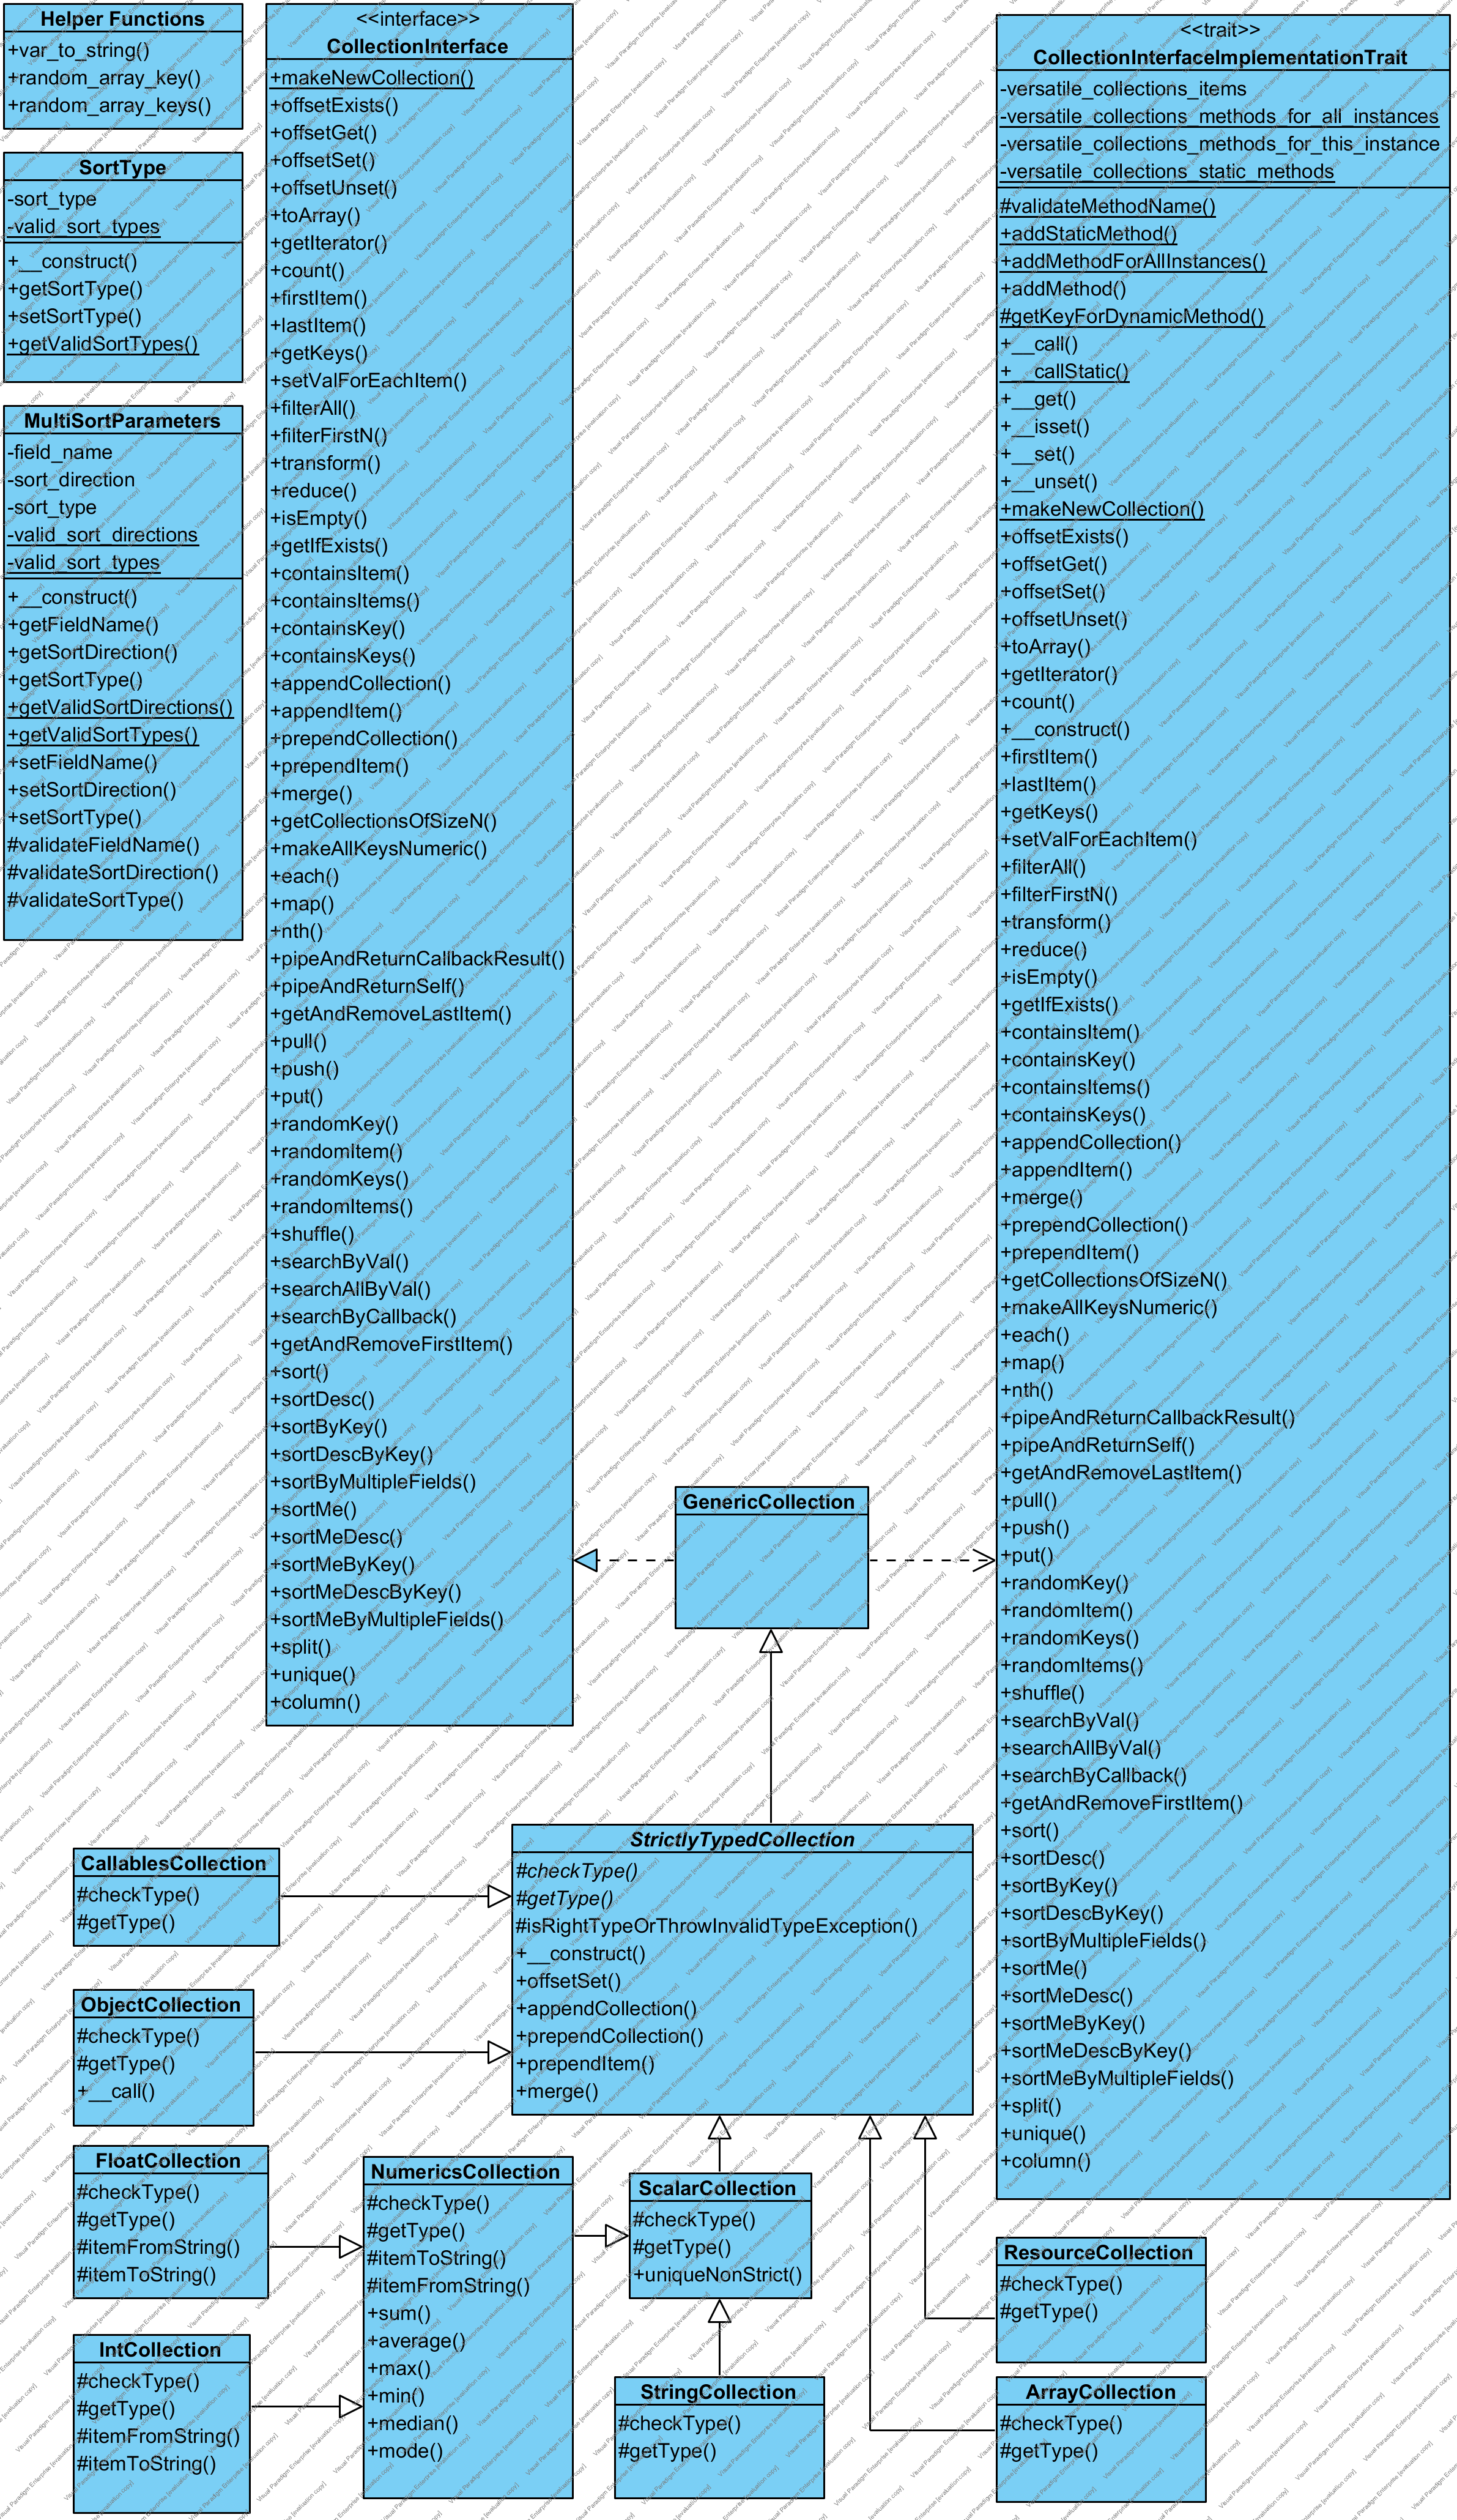 Helper Functions
+var_to_string()
+random_array_key()
+random_array_keys()
SortType
-sort_type
-valid_sort_types
+__construct()
+getSortType()
+setSortType()
+getValidSortTypes()
MultiSortParameters
-field_name
-sort_direction
-sort_type
-valid_sort_directions
-valid_sort_types
+__construct()
+getFieldName()
+getSortDirection()
+getSortType()
+getValidSortDirections()
+getValidSortTypes()
+setFieldName()
+setSortDirection()
+setSortType()
#validateFieldName()
#validateSortDirection()
#validateSortType()
<<interface>>
CollectionInterface
+makeNewCollection()
+offsetExists()
+offsetGet()
+offsetSet()
+offsetUnset()
+toArray()
+getIterator()
+count()
+firstItem()
+lastItem()
+getKeys()
+setValForEachItem()
+filterAll()
+filterFirstN()
+transform()
+reduce()
+isEmpty()
+getIfExists()
+containsItem()
+containsItems()
+containsKey()
+containsKeys()
+appendCollection()
+appendItem()
+prependCollection()
+prependItem()
+merge()
+getCollectionsOfSizeN()
+makeAllKeysNumeric()
+each()
+map()
+nth()
+pipeAndReturnCallbackResult()
+pipeAndReturnSelf()
+getAndRemoveLastItem()
+pull()
+push()
+put()
+randomKey()
+randomItem()
+randomKeys()
+randomItems()
+shuffle()
+searchByVal()
+searchAllByVal()
+searchByCallback()
+getAndRemoveFirstItem()
+sort()
+sortDesc()
+sortByKey()
+sortDescByKey()
+sortByMultipleFields()
+sortMe()
+sortMeDesc()
+sortMeByKey()
+sortMeDescByKey()
+sortMeByMultipleFields()
+split()
+unique()
+column()
<<trait>>
CollectionInterfaceImplementationTrait
-versatile_collections_items
-versatile_collections_methods_for_all_instances
-versatile_collections_methods_for_this_instance
-versatile_collections_static_methods
#validateMethodName()
+addStaticMethod()
+addMethodForAllInstances()
+addMethod()
#getKeyForDynamicMethod()
+__call()
+__callStatic()
+__get()
+__isset()
+__set()
+__unset()
+makeNewCollection()
+offsetExists()
+offsetGet()
+offsetSet()
+offsetUnset()
+toArray()
+getIterator()
+count()
+__construct()
+firstItem()
+lastItem()
+getKeys()
+setValForEachItem()
+filterAll()
+filterFirstN()
+transform()
+reduce()
+isEmpty()
+getIfExists()
+containsItem()
+containsKey()
+containsItems()
+containsKeys()
+appendCollection()
+appendItem()
+merge()
+prependCollection()
+prependItem()
+getCollectionsOfSizeN()
+makeAllKeysNumeric()
+each()
+map()
+nth()
+pipeAndReturnCallbackResult()
+pipeAndReturnSelf()
+getAndRemoveLastItem()
+pull()
+push()
+put()
+randomKey()
+randomItem()
+randomKeys()
+randomItems()
+shuffle()
+searchByVal()
+searchAllByVal()
+searchByCallback()
+getAndRemoveFirstItem()
+sort()
+sortDesc()
+sortByKey()
+sortDescByKey()
+sortByMultipleFields()
+sortMe()
+sortMeDesc()
+sortMeByKey()
+sortMeDescByKey()
+sortMeByMultipleFields()
+split()
+unique()
+column()
GenericCollection
StrictlyTypedCollection
#checkType()
#getType()
#isRightTypeOrThrowInvalidTypeException()
+__construct()
+offsetSet()
+appendCollection()
+prependCollection()
+prependItem()
+merge()
CallablesCollection
#checkType()
#getType()
ObjectCollection
#checkType()
#getType()
+__call()
FloatCollection
#checkType()
#getType()
#itemFromString()
#itemToString()
IntCollection
#checkType()
#getType()
#itemFromString()
#itemToString()
NumericsCollection
#checkType()
#getType()
#itemToString()
#itemFromString()
+sum()
+average()
+max()
+min()
+median()
+mode()
ScalarCollection
#checkType()
#getType()
+uniqueNonStrict()
StringCollection
#checkType()
#getType()
ResourceCollection
#checkType()
#getType()
ArrayCollection
#checkType()
#getType()
Visual Paradigm Enterprise [evaluation copy]